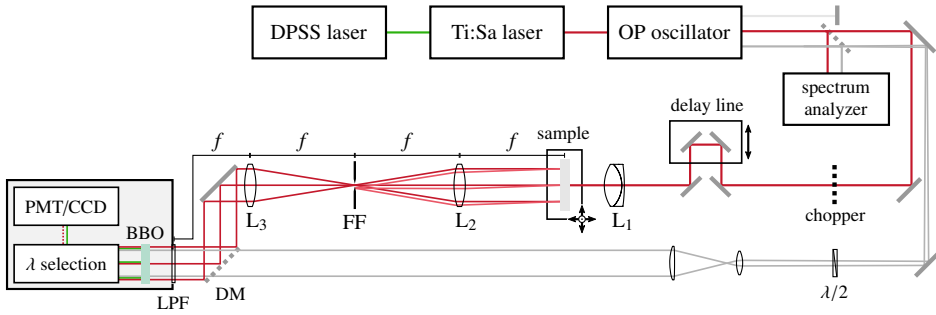 DPSS laser
Ti:Sa laser
OP oscillator
spectrum
analyzer
delay line
sample
f
f
f
f
L3
FF
L2
L1
chopper
PMT/CCD
BBO
λ selection
LPF
DM
λ/2